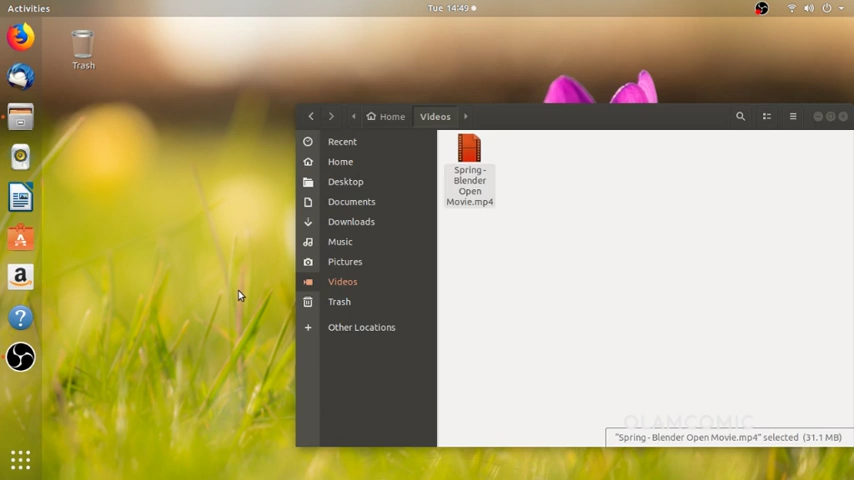 Activities
Tue 14:49
Trash
Home
Videos
Recent
Home
Desktop
Documents
Downloads
Music
Pictures
Videos
Trash
Other Locations
Spring -
Blender
Open
Movie.mp4
OLAMCOMIC
"Spring - Blender Open Movie.mp4" selected (31.1 MB)